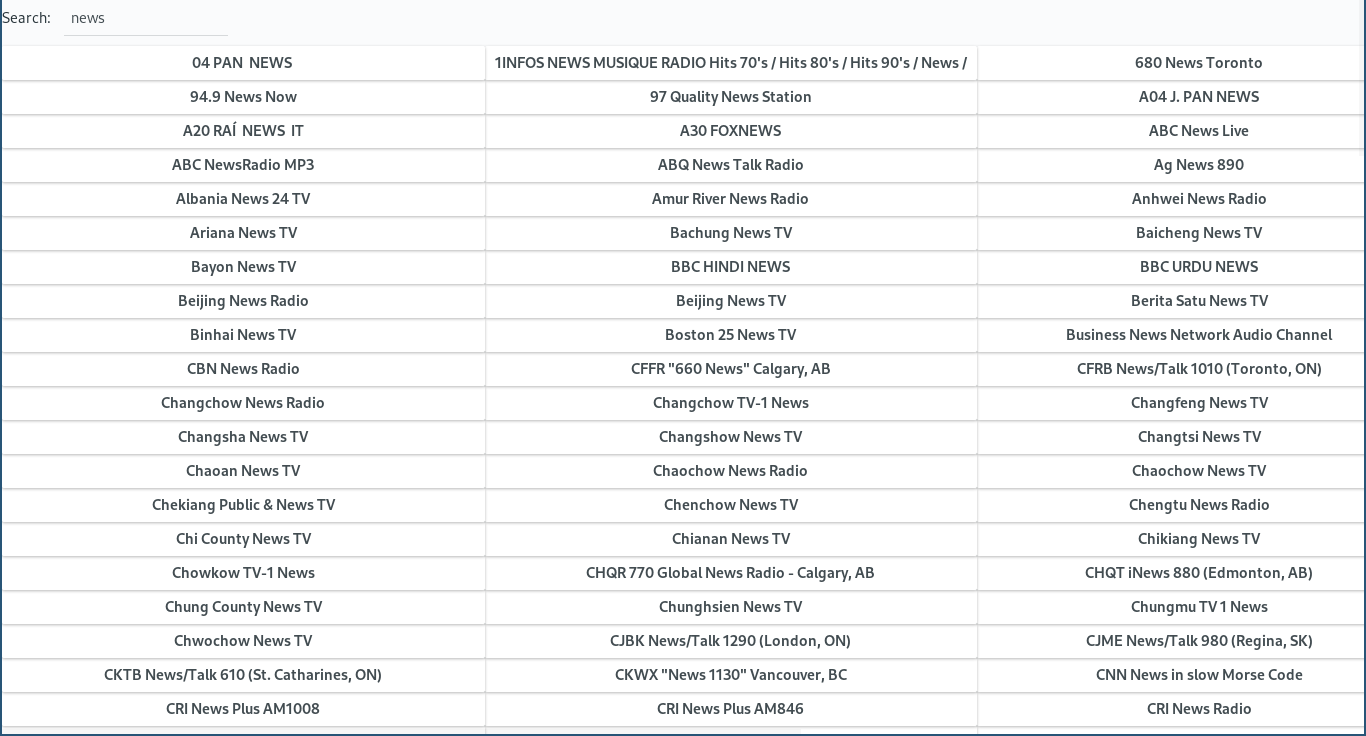 Search: news
04 PAN  NEWS
1INFOS NEWS MUSIQUE RADIO Hits 70's / Hits 80's / Hits 90's / News /
680 News Toronto
94.9 News Now
97 Quality News Station
A04 J. PAN NEWS
A20 RAÍ  NEWS  IT
A30 FOXNEWS
ABC News Live
ABC NewsRadio MP3
ABQ News Talk Radio
Ag News 890
Albania News 24 TV
Amur River News Radio
Anhwei News Radio
Ariana News TV
Bachung News TV
Baicheng News TV
Bayon News TV
BBC HINDI NEWS
BBC URDU NEWS
Beijing News Radio
Beijing News TV
Berita Satu News TV
Binhai News TV
Boston 25 News TV
Business News Network Audio Channel
CBN News Radio
CFFR "660 News" Calgary, AB
CFRB News/Talk 1010 (Toronto, ON)
Changchow News Radio
Changchow TV-1 News
Changfeng News TV
Changsha News TV
Changshow News TV
Changtsi News TV
Chaoan News TV
Chaochow News Radio
Chaochow News TV
Chekiang Public & News TV
Chenchow News TV
Chengtu News Radio
Chi County News TV
Chianan News TV
Chikiang News TV
Chowkow TV-1 News
CHQR 770 Global News Radio - Calgary, AB
CHQT iNews 880 (Edmonton, AB)
Chung County News TV
Chunghsien News TV
Chungmu TV 1 News
Chwochow News TV
CJBK News/Talk 1290 (London, ON)
CJME News/Talk 980 (Regina, SK)
CKTB News/Talk 610 (St. Catharines, ON)
CKWX "News 1130" Vancouver, BC
CNN News in slow Morse Code
CRI News Plus AM1008
CRI News Plus AM846
CRI News Radio